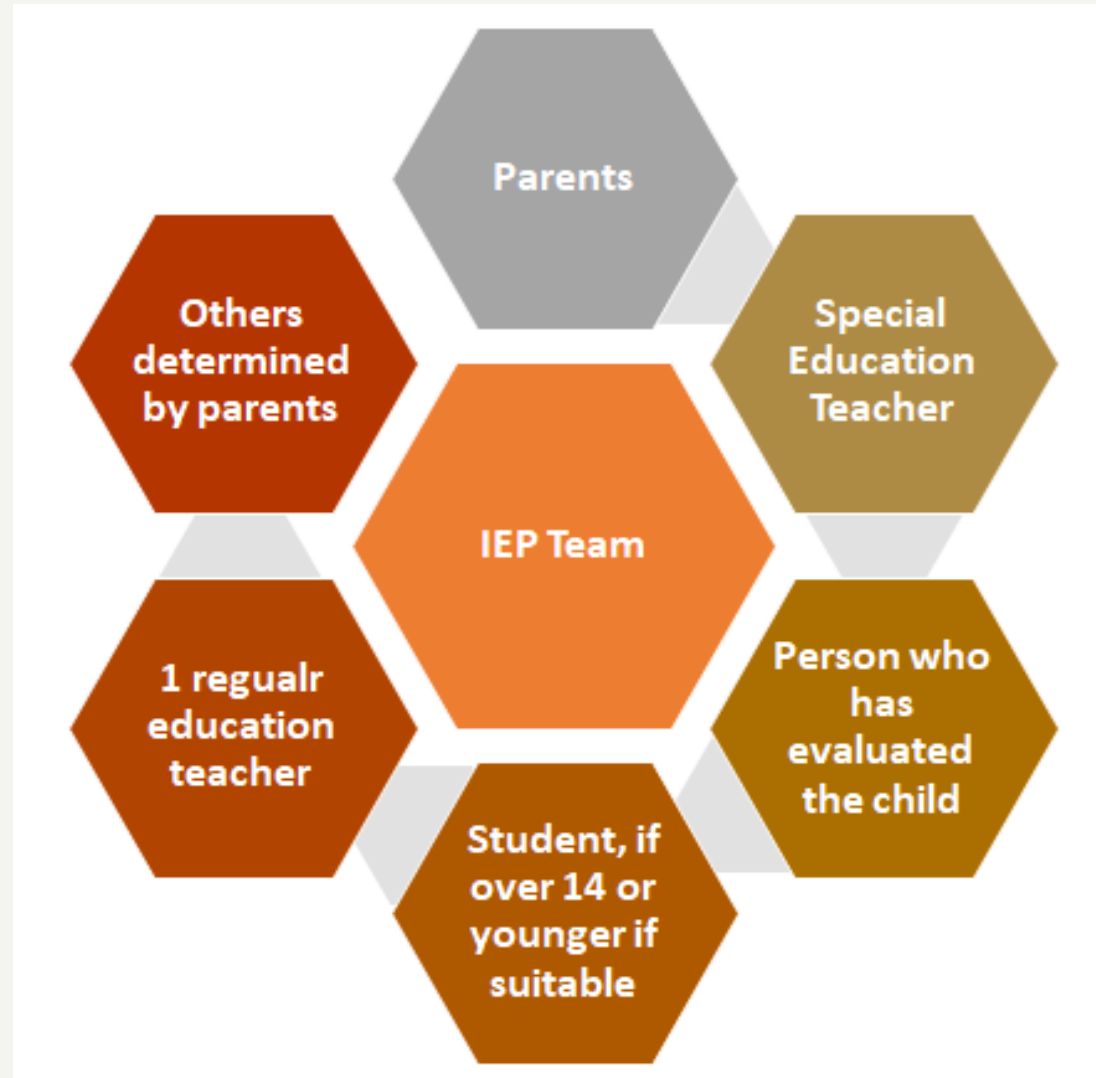 Parents
Special
Education
Teacher
Person who
has
evaluated
the child
Student, if
over 14 or
younger if
suitable
1 regualr
education
teacher
Others
determined
by parents
IEP Team